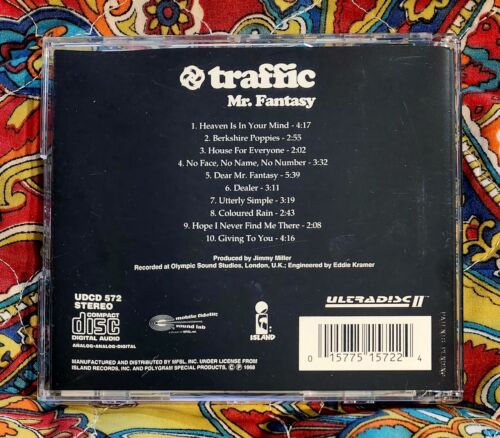 traffic
Mr. Fantasy
1. Heaven Is In Your Mind - 4:17
2. Berkshire Poppies - 2:55
3. House For Everyone - 2:02
4. No Face, No Name, No Number - 3:32
5. Dear Mr. Fantasy - 5:39
6. Dealer - 3:11
7. Utterly Simple - 3:19
8. Coloured Rain - 2:43
9. Hope I Never Find Me There - 2:08
10. Giving To You - 4:16
Produced by Jimmy Miller
Recorded at Olympic Sound Studios, London, U.K.; Engineered by Eddie Kramer
UDCD 572
STEREO
COMPACT
disc
DIGITAL AUDIO
ANALOG-ANALOG-DIGITAL
mobile fidelity
sound lab
ISLAND
ULTRADISC II
0 15775 15722 4
MANUFACTURED AND DISTRIBUTED BY MFSL, INC. UNDER LICENSE FROM
ISLAND RECORDS, INC. AND POLYGRAM SPECIAL PRODUCTS. © ℗ 1968